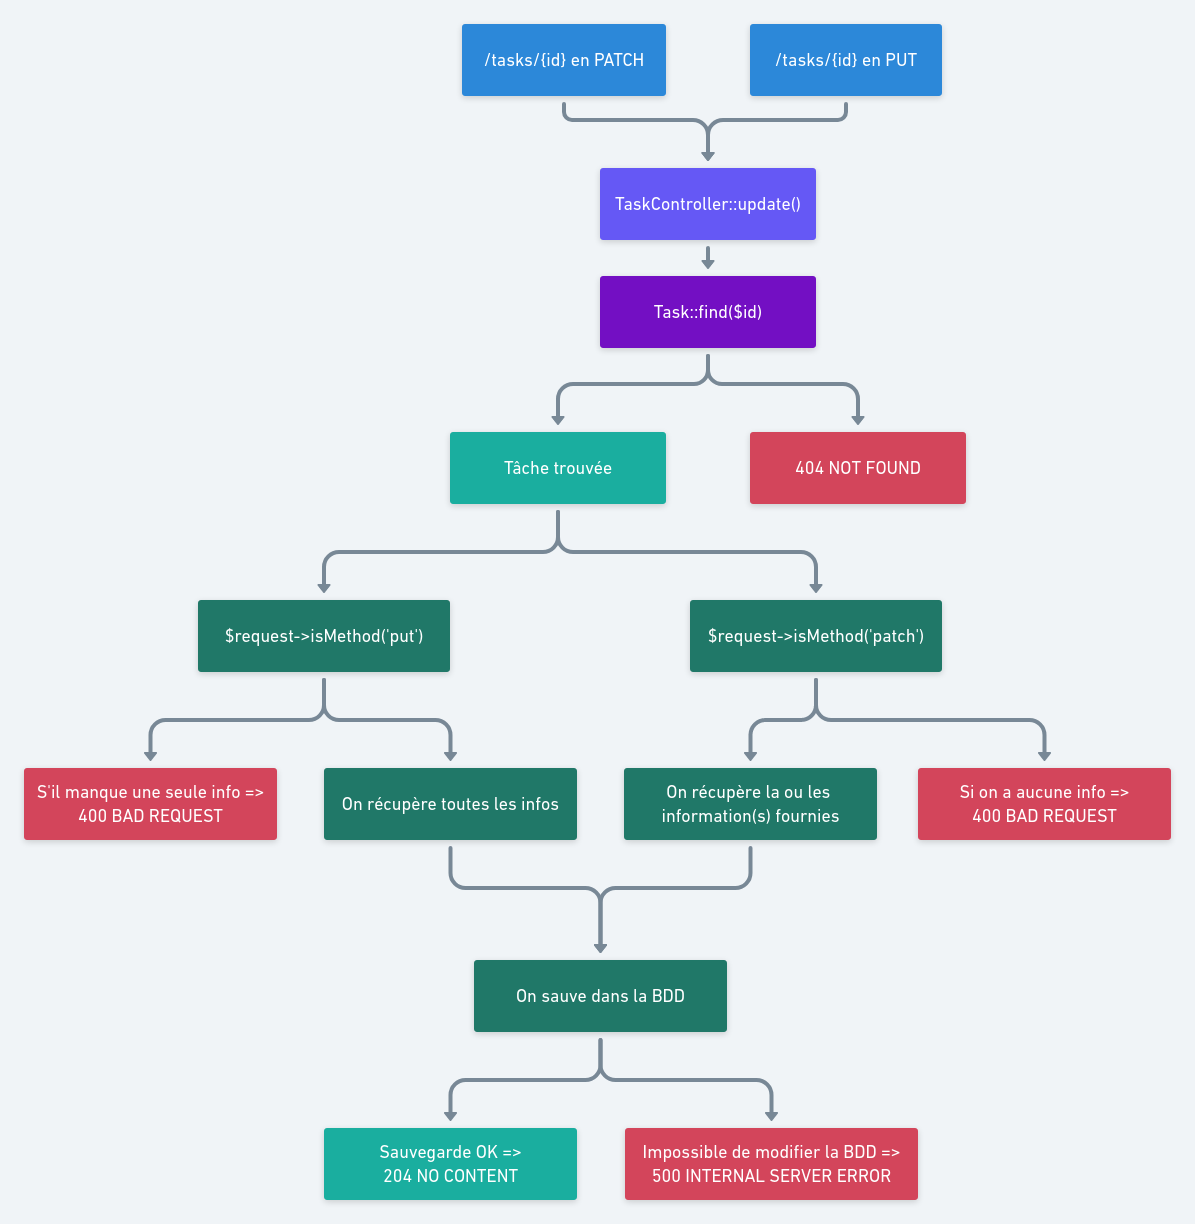 /tasks/{id} en PATCH
/tasks/{id} en PUT
TaskController::update()
Task::find($id)
Tâche trouvée
404 NOT FOUND
$request->isMethod('put')
$request->isMethod('patch')
S'il manque une seule info =>
400 BAD REQUEST
On récupère toutes les infos
On récupère la ou les
information(s) fournies
Si on a aucune info =>
400 BAD REQUEST
On sauve dans la BDD
Sauvegarde OK =>
204 NO CONTENT
Impossible de modifier la BDD =>
500 INTERNAL SERVER ERROR